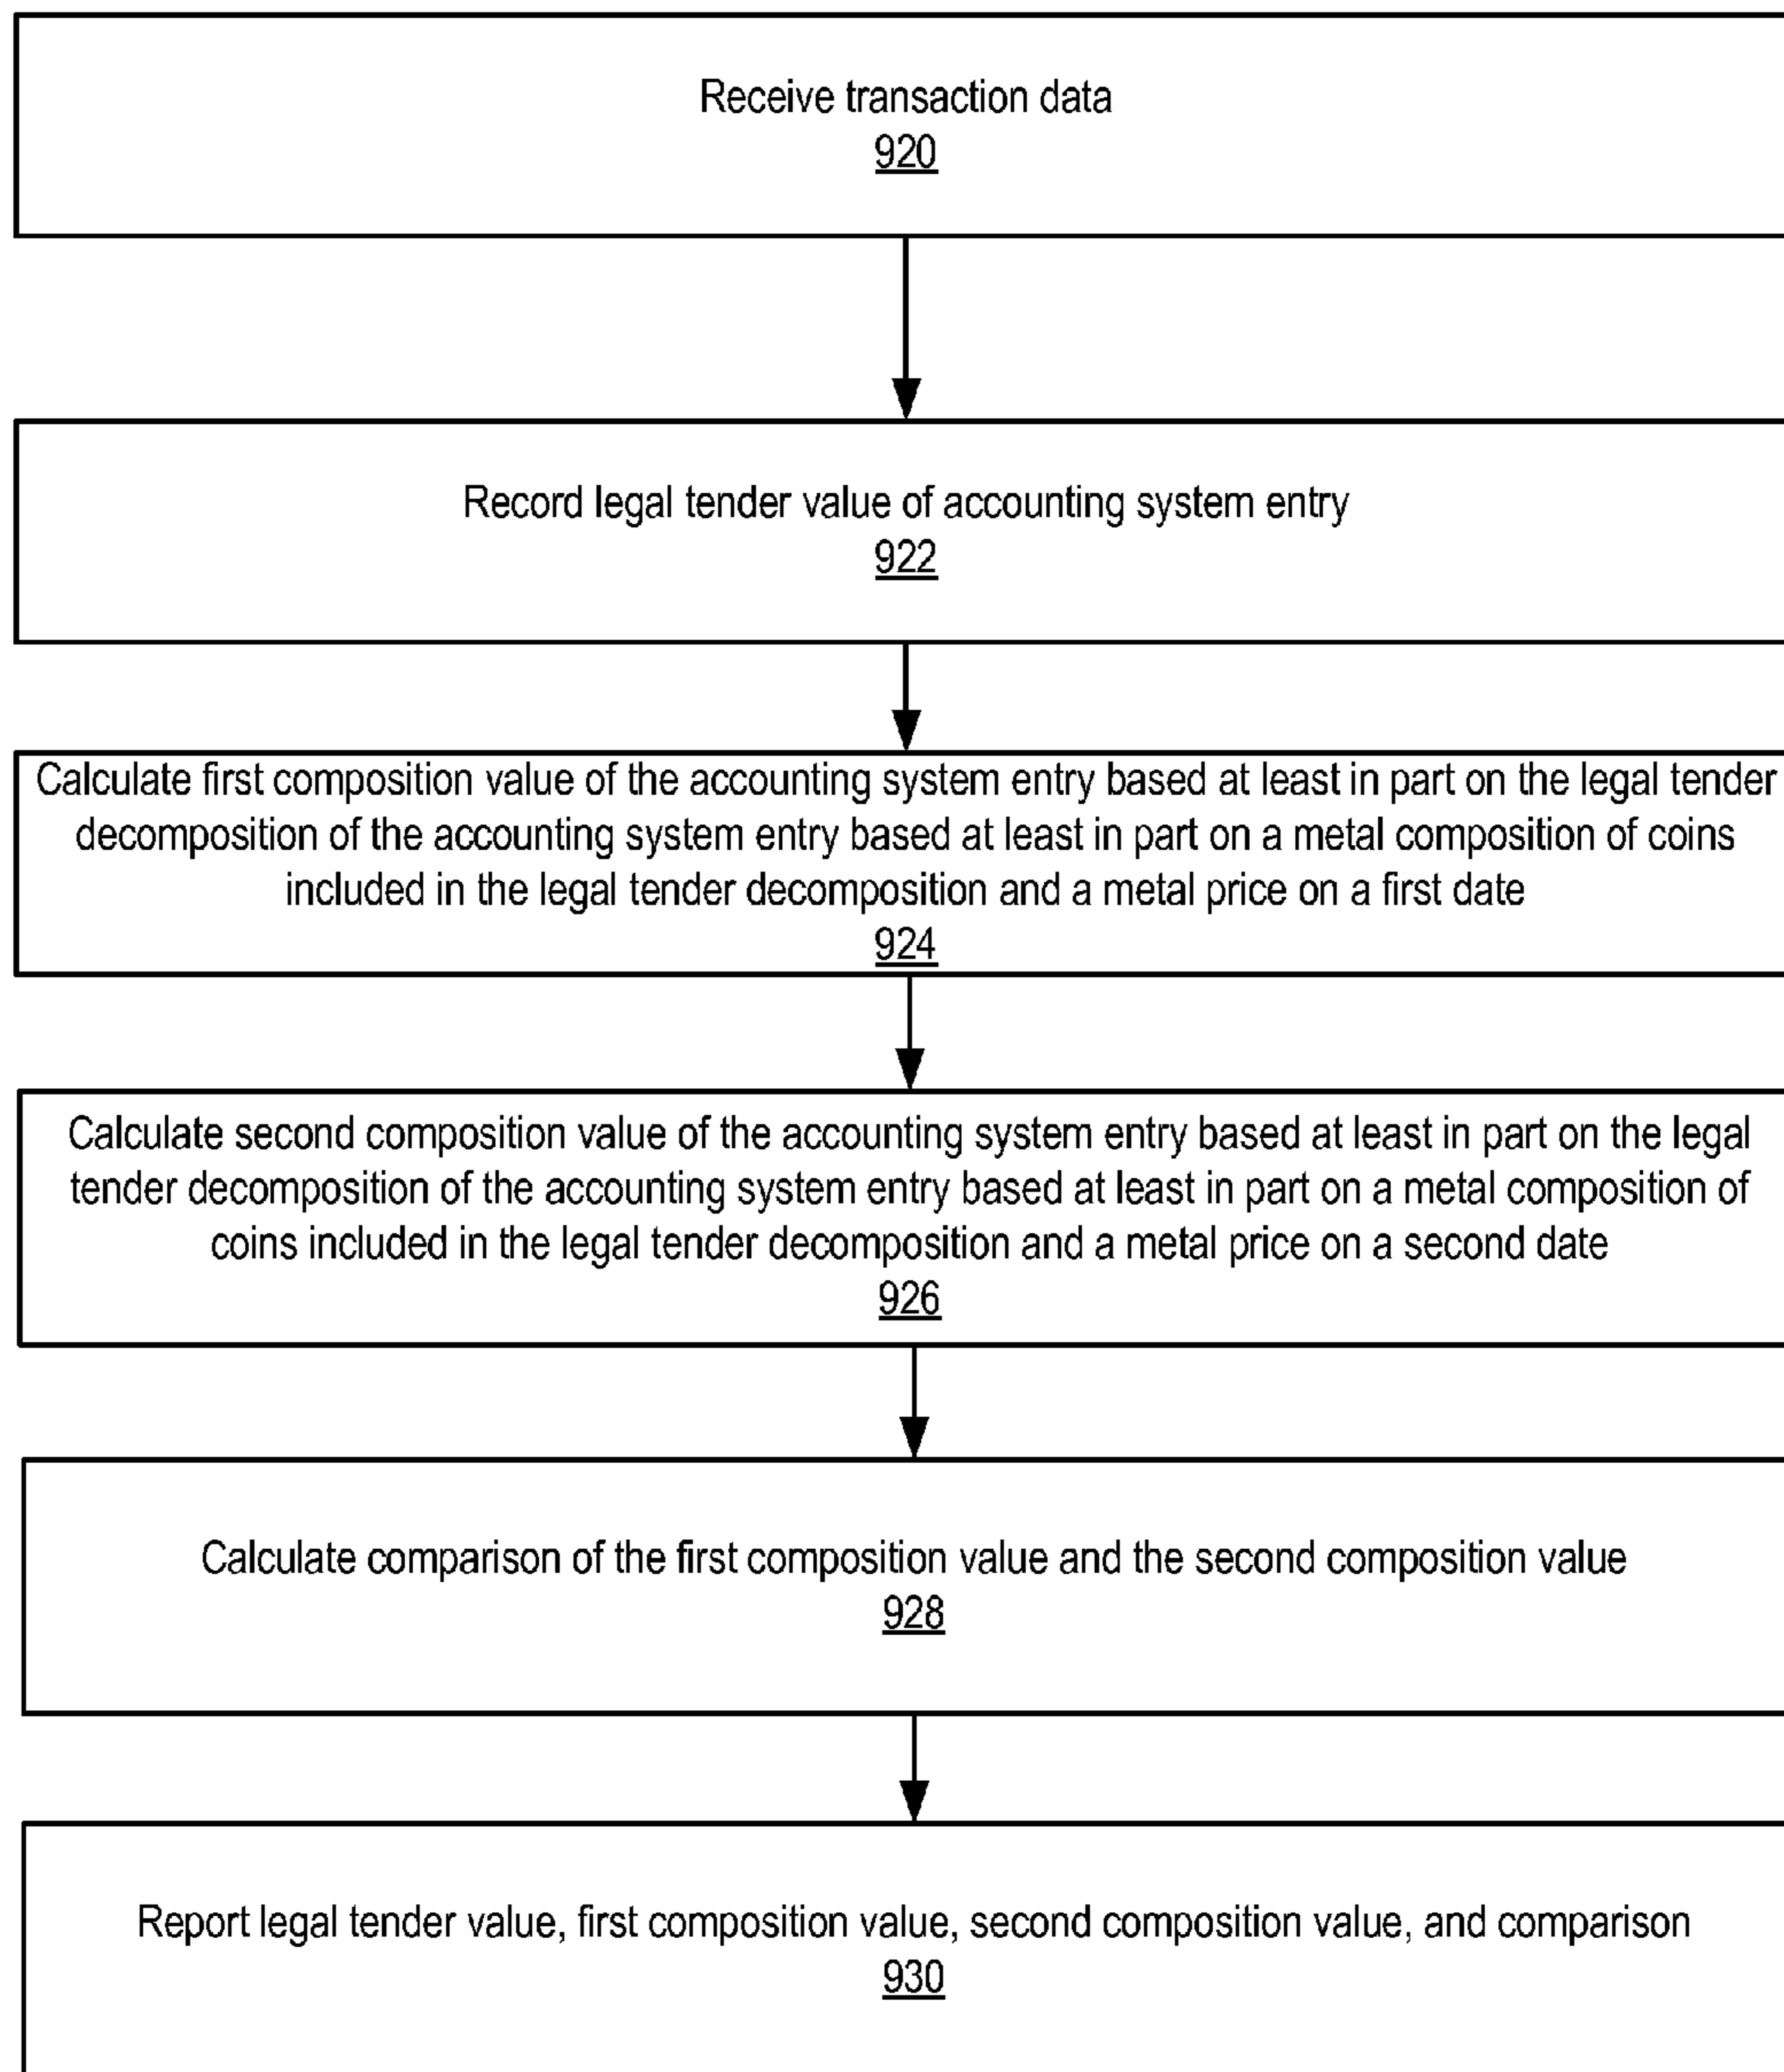 Receive transaction data
920
Record legal tender value of accounting system entry
922
Calculate first composition value of the accounting system entry based at least in part on the legal tender
decomposition of the accounting system entry based at least in part on a metal composition of coins
included in the legal tender decomposition and a metal price on a first date
924
Calculate second composition value of the accounting system entry based at least in part on the legal
tender decomposition of the accounting system entry based at least in part on a metal composition of
coins included in the legal tender decomposition and a metal price on a second date
926
Calculate comparison of the first composition value and the second composition value
928
Report legal tender value, first composition value, second composition value, and comparison
930